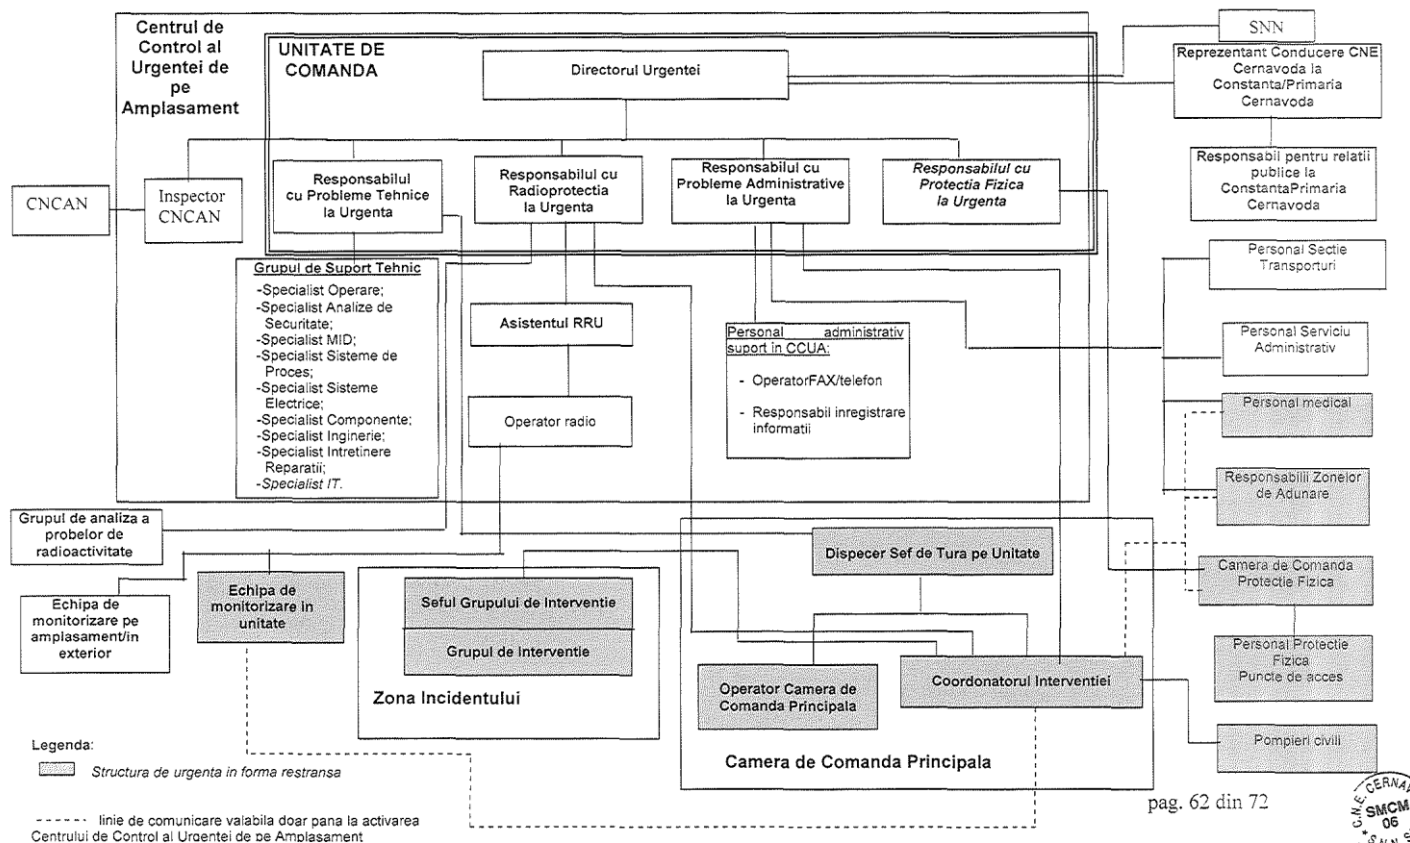 Centrul de
Control al
Urgentei de
pe
Amplasament
UNITATE DE
COMANDA
Directorul Urgentei
SNN
Reprezentant Conducere CNE
Cernavoda la
Constanta/Primaria
Cernavoda
Responsabil pentru relatii
publice la
ConstantaPrimaria
Cernavoda
CNCAN
Inspector
CNCAN
Responsabilul
cu Probleme Tehnice
la Urgenta
Responsabilul cu
Radioprotectia
la Urgenta
Responsabilul cu
Probleme Administrative
la Urgenta
Responsabilul cu
Protectia Fizica
la Urgenta
Grupul de Suport Tehnic
-Specialist Operare;
-Specialist Analize de
Securitate;
-Specialist MID;
-Specialist Sisteme de
Proces;
-Specialist Sisteme
Electrice;
-Specialist Componente;
-Specialist Inginerie;
-Specialist Intretinere
Reparatii;
-Specialist IT.
Asistentul RRU
Operator radio
Personal administrativ
suport in CCUA:
- OperatorFAX/telefon
- Responsabil inregistrare
informatii
Personal Sectie
Transporturi
Personal Serviciu
Administrativ
Personal medical
Responsabilii Zonelor
de Adunare
Camera de Comanda
Protectie Fizica
Personal Protectie
Fizica
Puncte de acces
Pompieri civili
Grupul de analiza a
probelor de
radioactivitate
Echipa de
monitorizare pe
amplasament/in
exterior
Echipa de
monitorizare in
unitate
Seful Grupului de Interventie
Grupul de Interventie
Zona Incidentului
Dispecer Sef de Tura pe Unitate
Operator Camera de
Comanda Principala
Coordonatorul Interventiei
Camera de Comanda Principala
Legenda:
Structura de urgenta in forma restransa
linie de comunicare valabila doar pana la activarea
Centrului de Control al Urgentei de pe Amplasament
pag. 62 din 72
C.N.E. CERNAV
SMCM
06
S.N.N. S